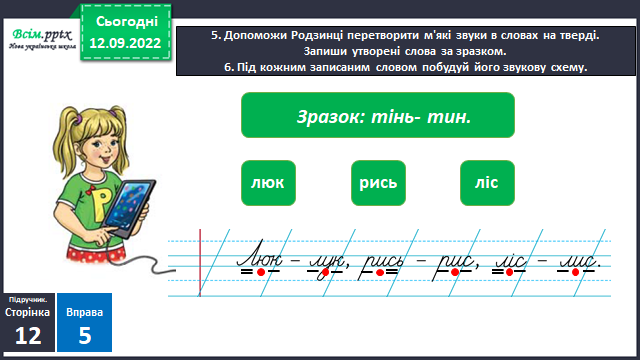 Всім.pptx
Нова українська школа
Сьогодні
12.09.2022
5. Допоможи Родзинці перетворити м'які звуки в словах на тверді.
Запиши утворені слова за зразком.
6. Під кожним записаним словом побудуй його звукову схему.
Зразок: тінь- тин.
люк
рись
ліс
Люк – лук, рись – рис, ліс – лис.
Підручник.
Сторінка
12
Вправа
5